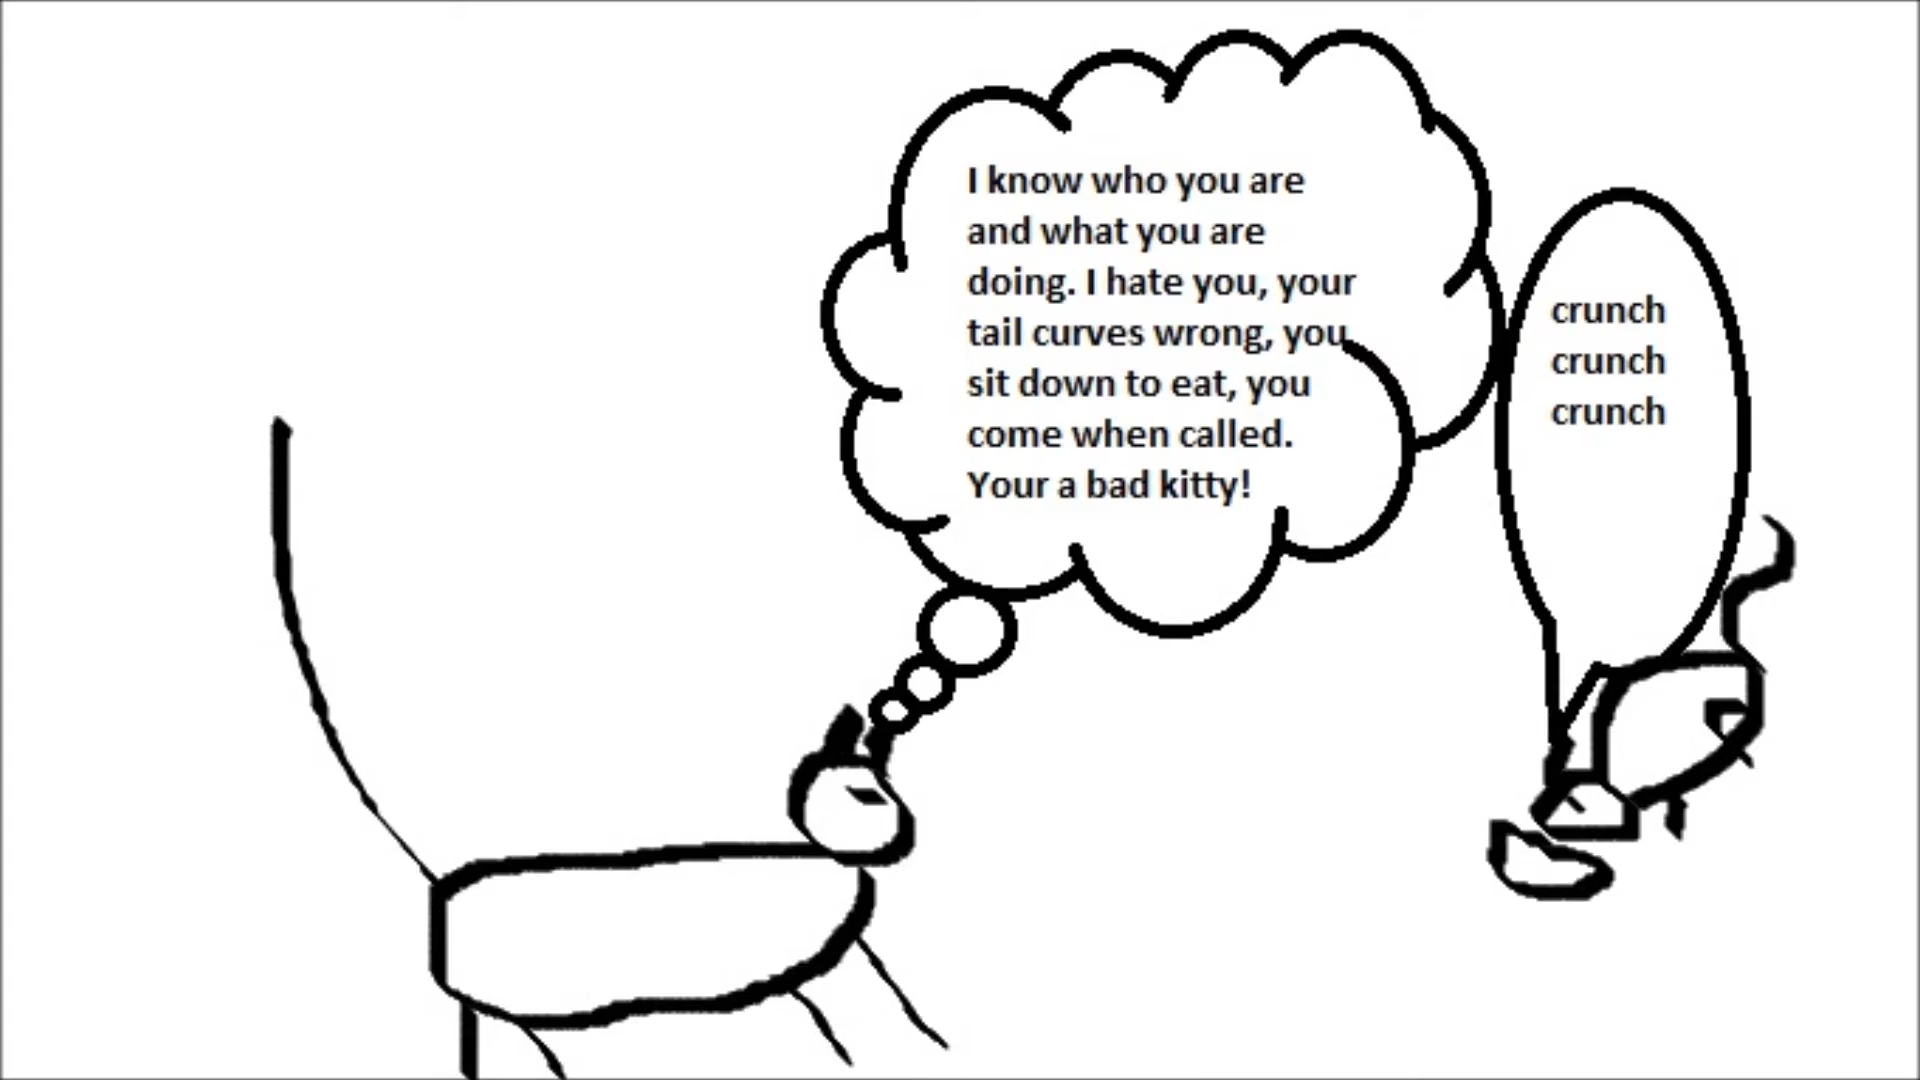 I know who you are
and what you are
doing. I hate you, your
tail curves wrong, you
sit down to eat, you
come when called.
Your a bad kitty!
crunch
crunch
crunch